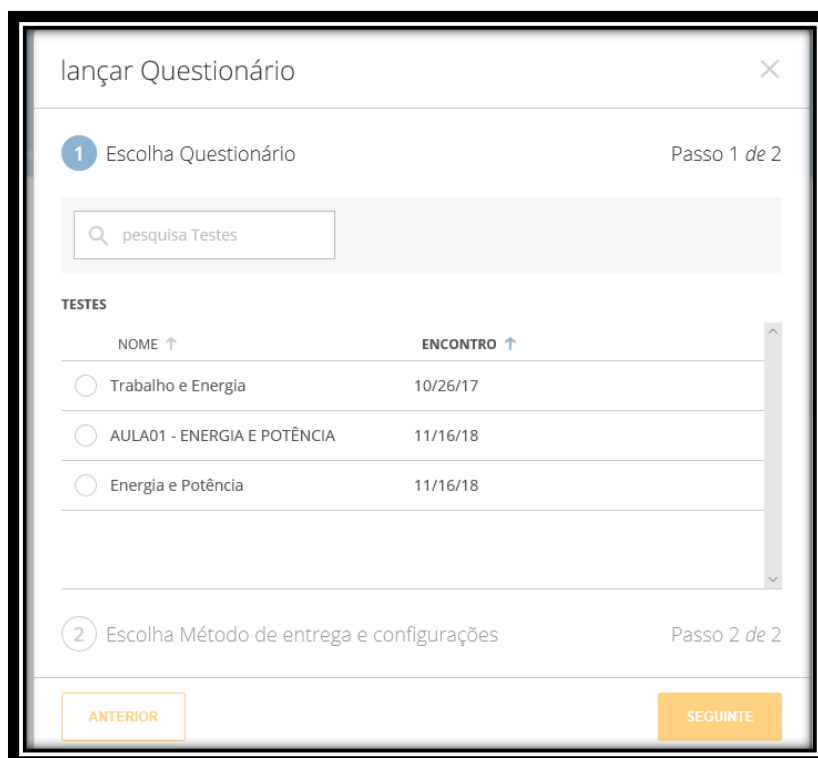 lançar Questionário
1 Escolha Questionário Passo 1 de 2
pesquisa Testes
TESTES
NOME ENCONTRO
Trabalho e Energia 10/26/17
AULA01 - ENERGIA E POTÊNCIA 11/16/18
Energia e Potência 11/16/18
2 Escolha Método de entrega e configurações Passo 2 de 2
ANTERIOR SEGUINTE